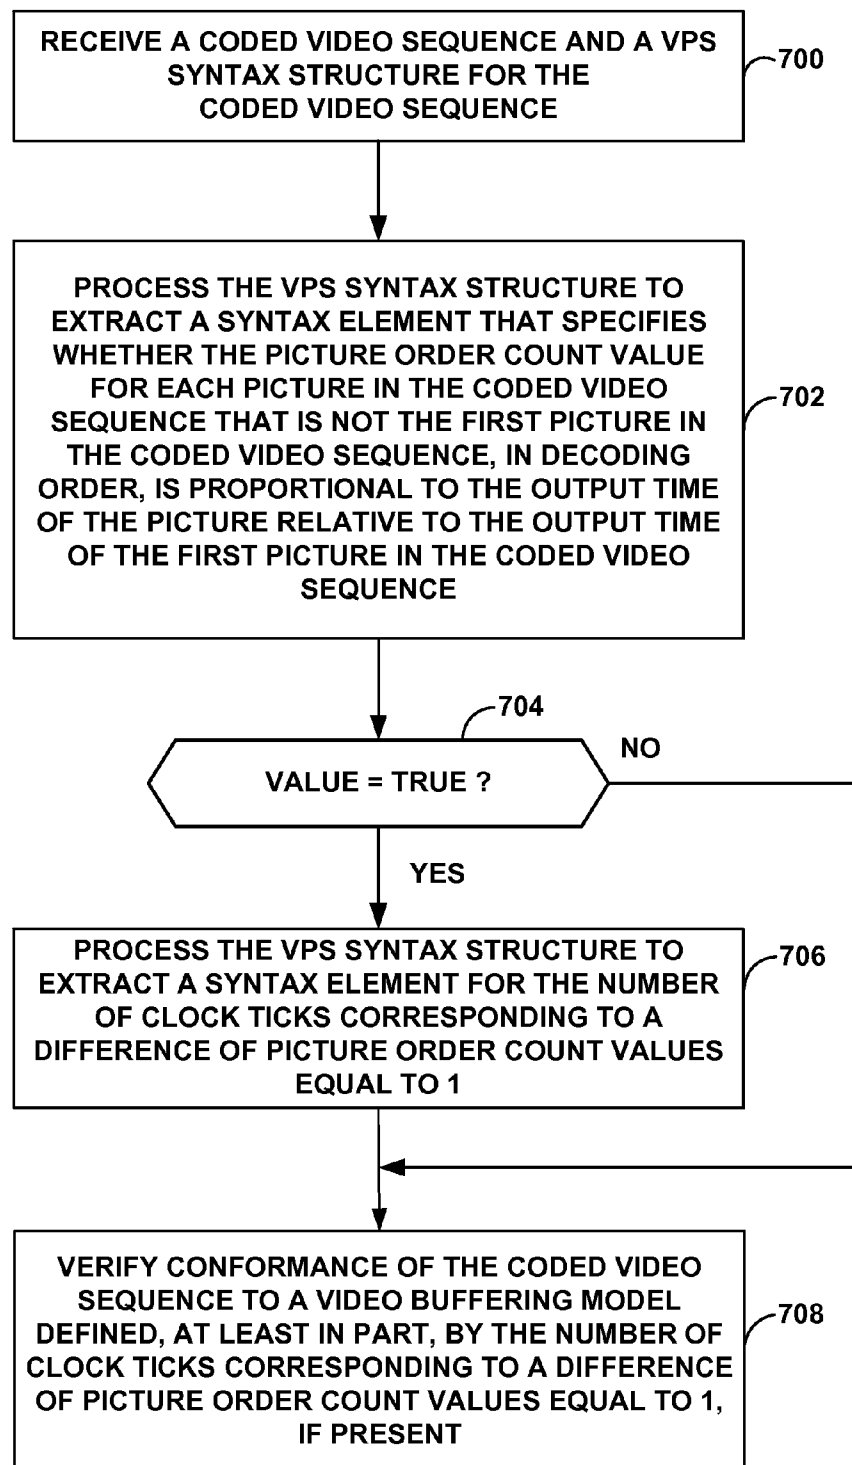 RECEIVE A CODED VIDEO SEQUENCE AND A VPS
SYNTAX STRUCTURE FOR THE
CODED VIDEO SEQUENCE
700
PROCESS THE VPS SYNTAX STRUCTURE TO
EXTRACT A SYNTAX ELEMENT THAT SPECIFIES
WHETHER THE PICTURE ORDER COUNT VALUE
FOR EACH PICTURE IN THE CODED VIDEO
SEQUENCE THAT IS NOT THE FIRST PICTURE IN
THE CODED VIDEO SEQUENCE, IN DECODING
ORDER, IS PROPORTIONAL TO THE OUTPUT TIME
OF THE PICTURE RELATIVE TO THE OUTPUT TIME
OF THE FIRST PICTURE IN THE CODED VIDEO
SEQUENCE
702
704
VALUE = TRUE ?
NO
YES
PROCESS THE VPS SYNTAX STRUCTURE TO
EXTRACT A SYNTAX ELEMENT FOR THE NUMBER
OF CLOCK TICKS CORRESPONDING TO A
DIFFERENCE OF PICTURE ORDER COUNT VALUES
EQUAL TO 1
706
VERIFY CONFORMANCE OF THE CODED VIDEO
SEQUENCE TO A VIDEO BUFFERING MODEL
DEFINED, AT LEAST IN PART, BY THE NUMBER OF
CLOCK TICKS CORRESPONDING TO A DIFFERENCE
OF PICTURE ORDER COUNT VALUES EQUAL TO 1,
IF PRESENT
708